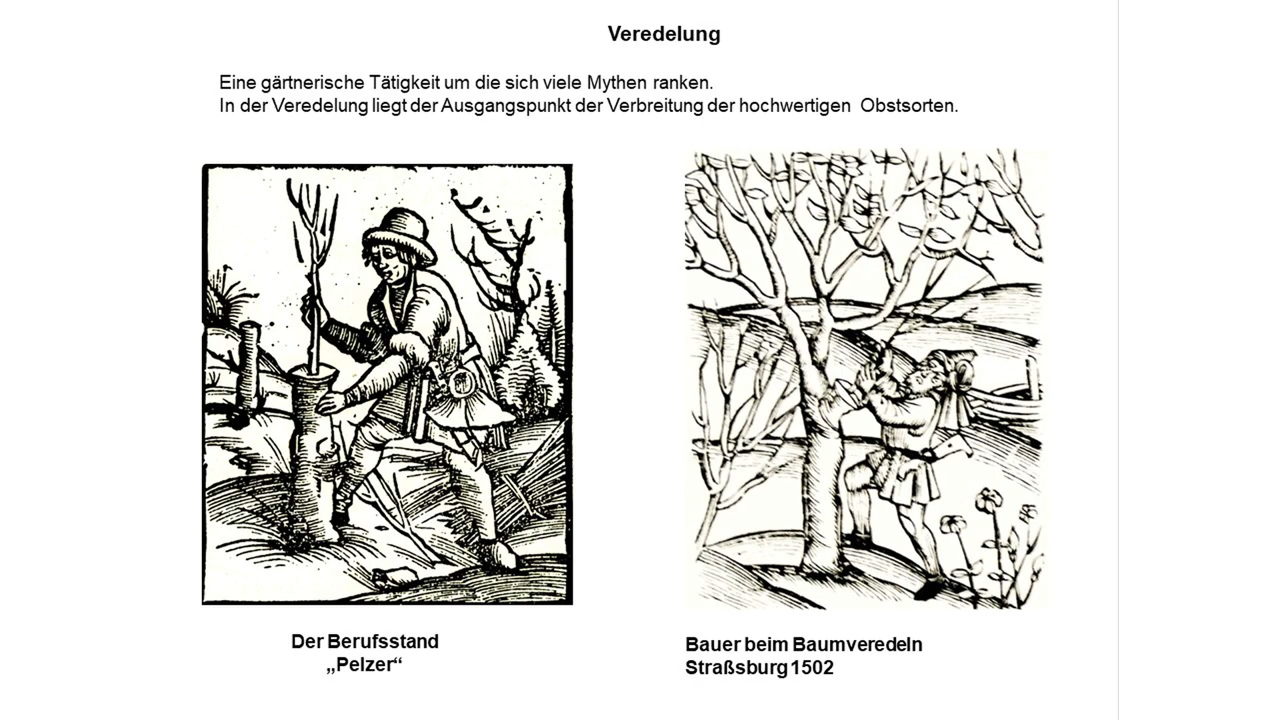 Veredelung
Eine gärtnerische Tätigkeit um die sich viele Mythen ranken.
In der Veredelung liegt der Ausgangspunkt der Verbreitung der hochwertigen Obstsorten.
Der Berufsstand
„Pelzer“
Bauer beim Baumveredeln
Straßsburg 1502